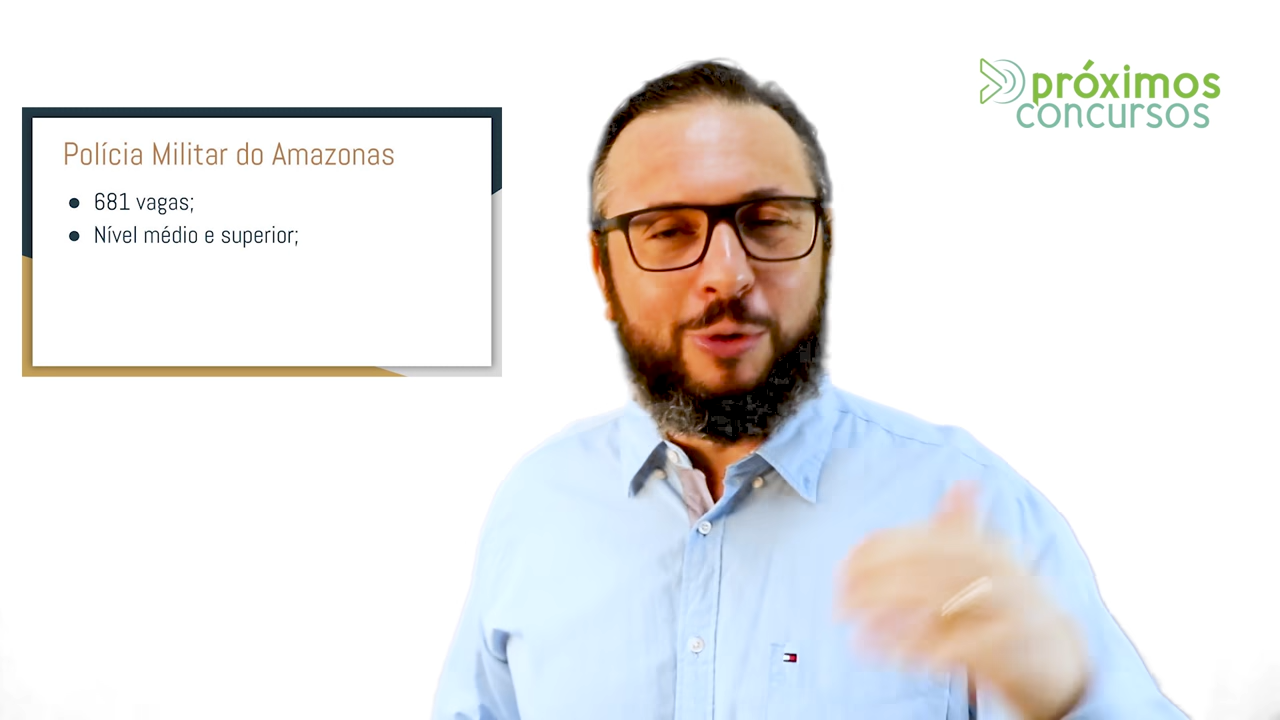 próximos
concursos
Polícia Militar do Amazonas
● 681 vagas;
● Nível médio e superior;